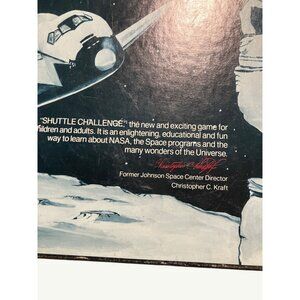 "SHUTTLE CHALLENGE," the new and exciting game for
children and adults. It is an enlightening, educational and fun
way to learn about NASA, the Space programs and the
many wonders of the Universe.
Former Johnson Space Center Director
Christopher C. Kraft